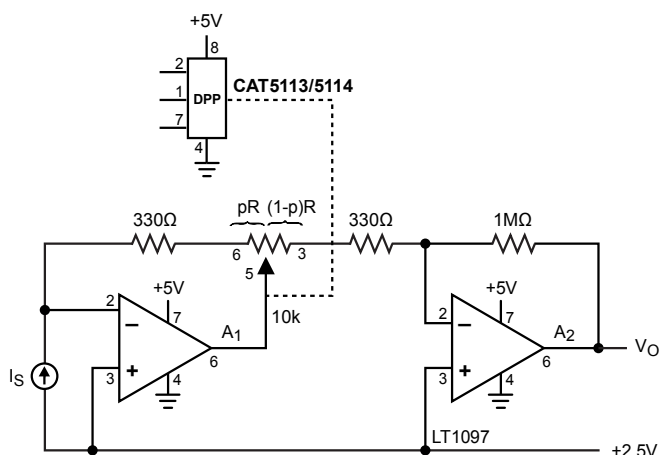 +5V
8
2
CAT5113/5114
1
DPP
7
4
pR (1-p)R
330Ω
330Ω
1MΩ
6
3
5
+5V
+5V
10k
2
7
A1
2
7
A2
–
–
6
6
VO
IS
+
+
3
4
3
4
LT1097
+2.5V